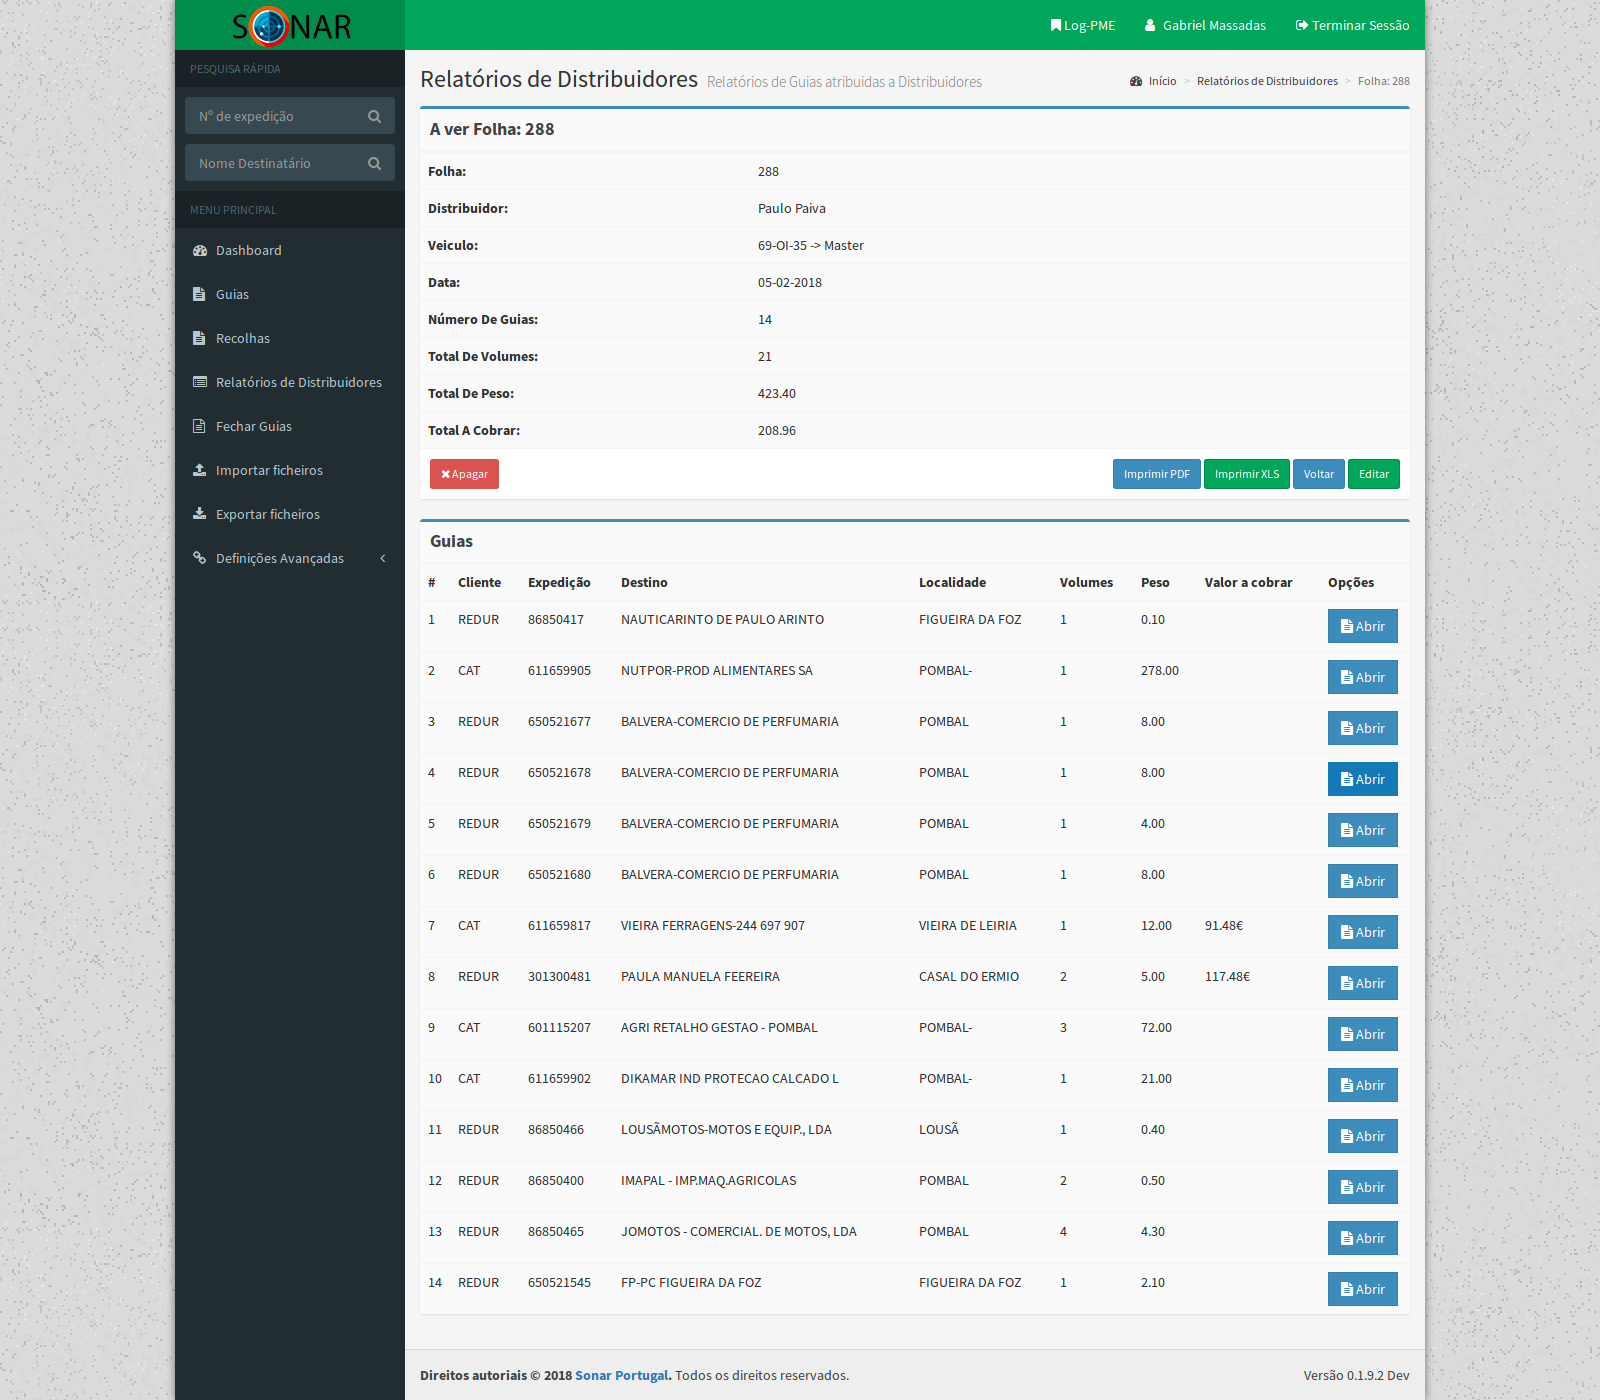 SONAR
Log-PME Gabriel Massadas Terminar Sessão
PESQUISA RÁPIDA
Nº de expedição
Nome Destinatário
MENU PRINCIPAL
Dashboard
Guias
Recolhas
Relatórios de Distribuidores
Fechar Guias
Importar ficheiros
Exportar ficheiros
Definições Avançadas
Relatórios de Distribuidores Relatórios de Guias atribuidas a Distribuidores
Início > Relatórios de Distribuidores > Folha: 288
A ver Folha: 288
Folha: 288
Distribuidor: Paulo Paiva
Veiculo: 69-OI-35 -> Master
Data: 05-02-2018
Número De Guias: 14
Total De Volumes: 21
Total De Peso: 423.40
Total A Cobrar: 208.96
Apagar Imprimir PDF Imprimir XLS Voltar Editar
Guias
# Cliente Expedição Destino Localidade Volumes Peso Valor a cobrar Opções
1 REDUR 86850417 NAUTICARINTO DE PAULO ARINTO FIGUEIRA DA FOZ 1 0.10 Abrir
2 CAT 611659905 NUTPOR-PROD ALIMENTARES SA POMBAL- 1 278.00 Abrir
3 REDUR 650521677 BALVERA-COMERCIO DE PERFUMARIA POMBAL 1 8.00 Abrir
4 REDUR 650521678 BALVERA-COMERCIO DE PERFUMARIA POMBAL 1 8.00 Abrir
5 REDUR 650521679 BALVERA-COMERCIO DE PERFUMARIA POMBAL 1 4.00 Abrir
6 REDUR 650521680 BALVERA-COMERCIO DE PERFUMARIA POMBAL 1 8.00 Abrir
7 CAT 611659817 VIEIRA FERRAGENS-244 697 907 VIEIRA DE LEIRIA 1 12.00 91.48€ Abrir
8 REDUR 301300481 PAULA MANUELA FEEREIRA CASAL DO ERMIO 2 5.00 117.48€ Abrir
9 CAT 601115207 AGRI RETALHO GESTAO - POMBAL POMBAL- 3 72.00 Abrir
10 CAT 611659902 DIKAMAR IND PROTECAO CALCADO L POMBAL- 1 21.00 Abrir
11 REDUR 86850466 LOUSÃMOTOS-MOTOS E EQUIP., LDA LOUSÃ 1 0.40 Abrir
12 REDUR 86850400 IMAPAL - IMP.MAQ.AGRICOLAS POMBAL 2 0.50 Abrir
13 REDUR 86850465 JOMOTOS - COMERCIAL. DE MOTOS, LDA POMBAL 4 4.30 Abrir
14 REDUR 650521545 FP-PC FIGUEIRA DA FOZ FIGUEIRA DA FOZ 1 2.10 Abrir
Direitos autoriais © 2018 Sonar Portugal. Todos os direitos reservados. Versão 0.1.9.2 Dev